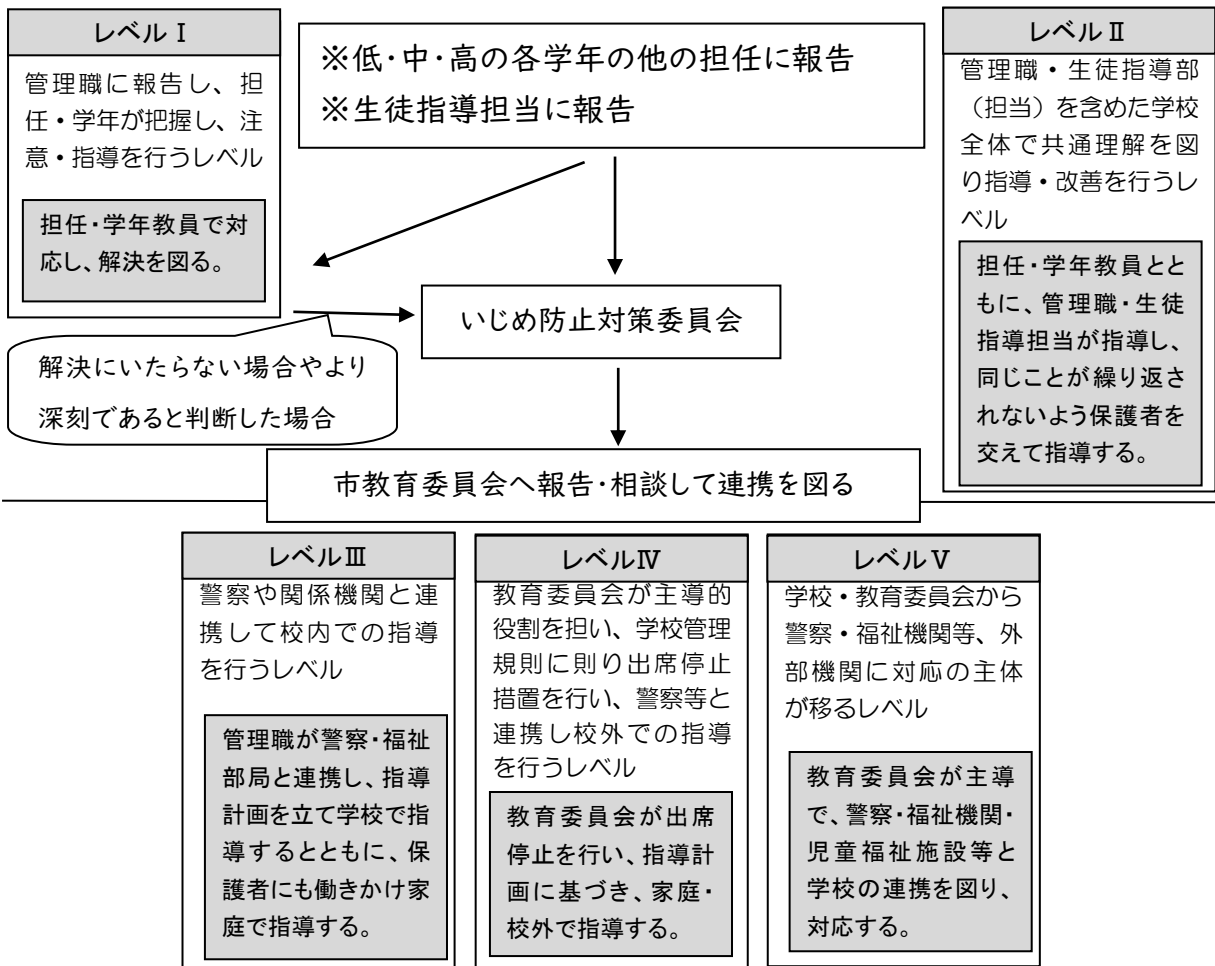 レベルⅠ
管理職に報告し、担
任・学年が把握し、注
意・指導を行うレベル
担任・学年教員で対
応し、解決を図る。
※低・中・高の各学年の他の担任に報告
※生徒指導担当に報告
レベルⅡ
管理職・生徒指導部
（担当）を含めた学校
全体で共通理解を図
り指導・改善を行うレ
ベル
担任・学年教員とと
もに、管理職・生徒
指導担当が指導し、
同じことが繰り返さ
れないよう保護者を
交えて指導する。
いじめ防止対策委員会
解決にいたらない場合やより
深刻であると判断した場合
市教育委員会へ報告・相談して連携を図る
レベルⅢ
警察や関係機関と連
携して校内での指導
を行うレベル
管理職が警察・福祉
部局と連携し、指導
計画を立て学校で指
導するとともに、保
護者にも働きかけ家
庭で指導する。
レベルⅣ
教育委員会が主導的
役割を担い、学校管理
規則に則り出席停止
措置を行い、警察等と
連携し校外での指導
を行うレベル
教育委員会が出席
停止を行い、指導計
画に基づき、家庭・
校外で指導する。
レベルⅤ
学校・教育委員会から
警察・福祉機関等、外
部機関に対応の主体
が移るレベル
教育委員会が主導
で、警察・福祉機関・
児童福祉施設等と
学校の連携を図り、
対応する。